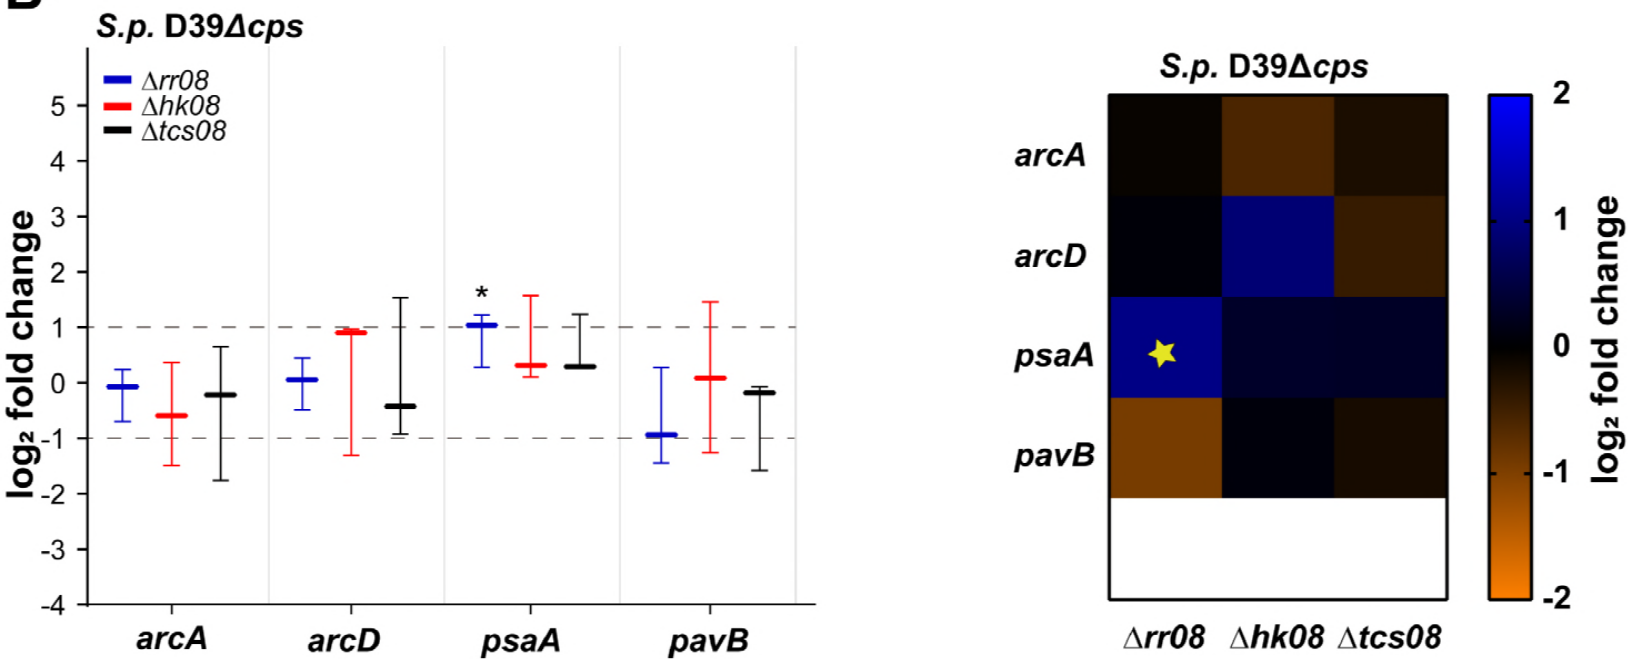 S.p. D39Δcps
Δrr08
Δhk08
Δtcs08
log₂ fold change
5
4
3
2
1
0
-1
-2
-3
-4
*
arcA arcD psaA pavB
S.p. D39Δcps
arcA
arcD
psaA
pavB
Δrr08 Δhk08 Δtcs08
2
1
0
-1
-2
log₂ fold change